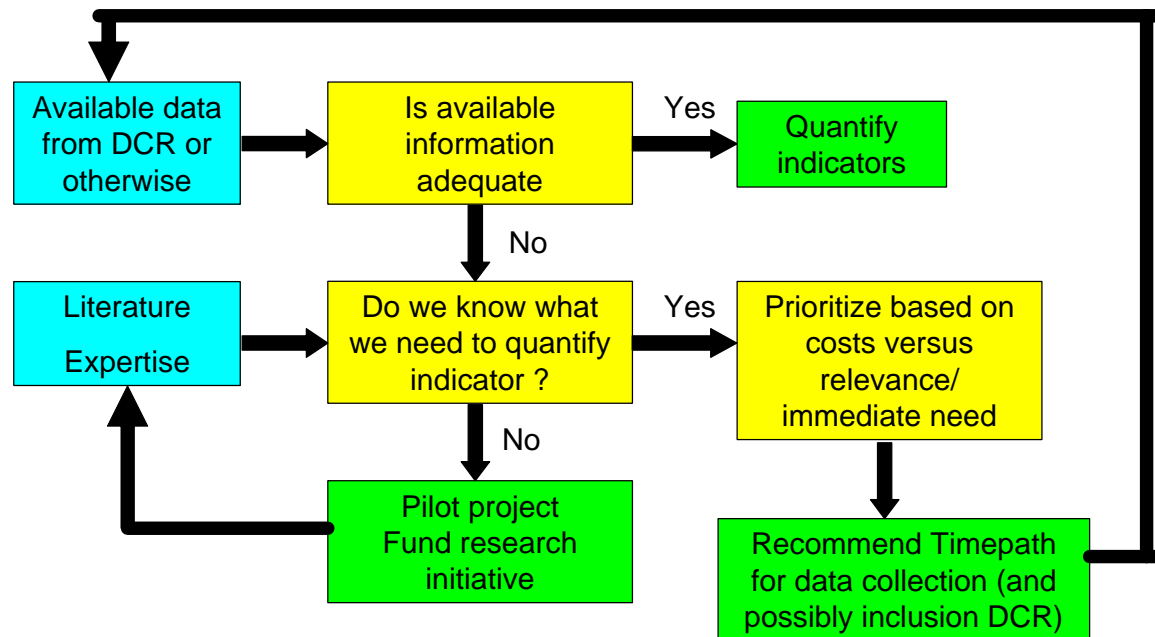 Available data
from DCR or
otherwise
Is available
information
adequate
Yes
Quantify
indicators
No
Literature
Expertise
Do we know what
we need to quantify
indicator ?
Yes
Prioritize based on
costs versus
relevance/
immediate need
No
Pilot project
Fund research
initiative
Recommend Timepath
for data collection (and
possibly inclusion DCR)